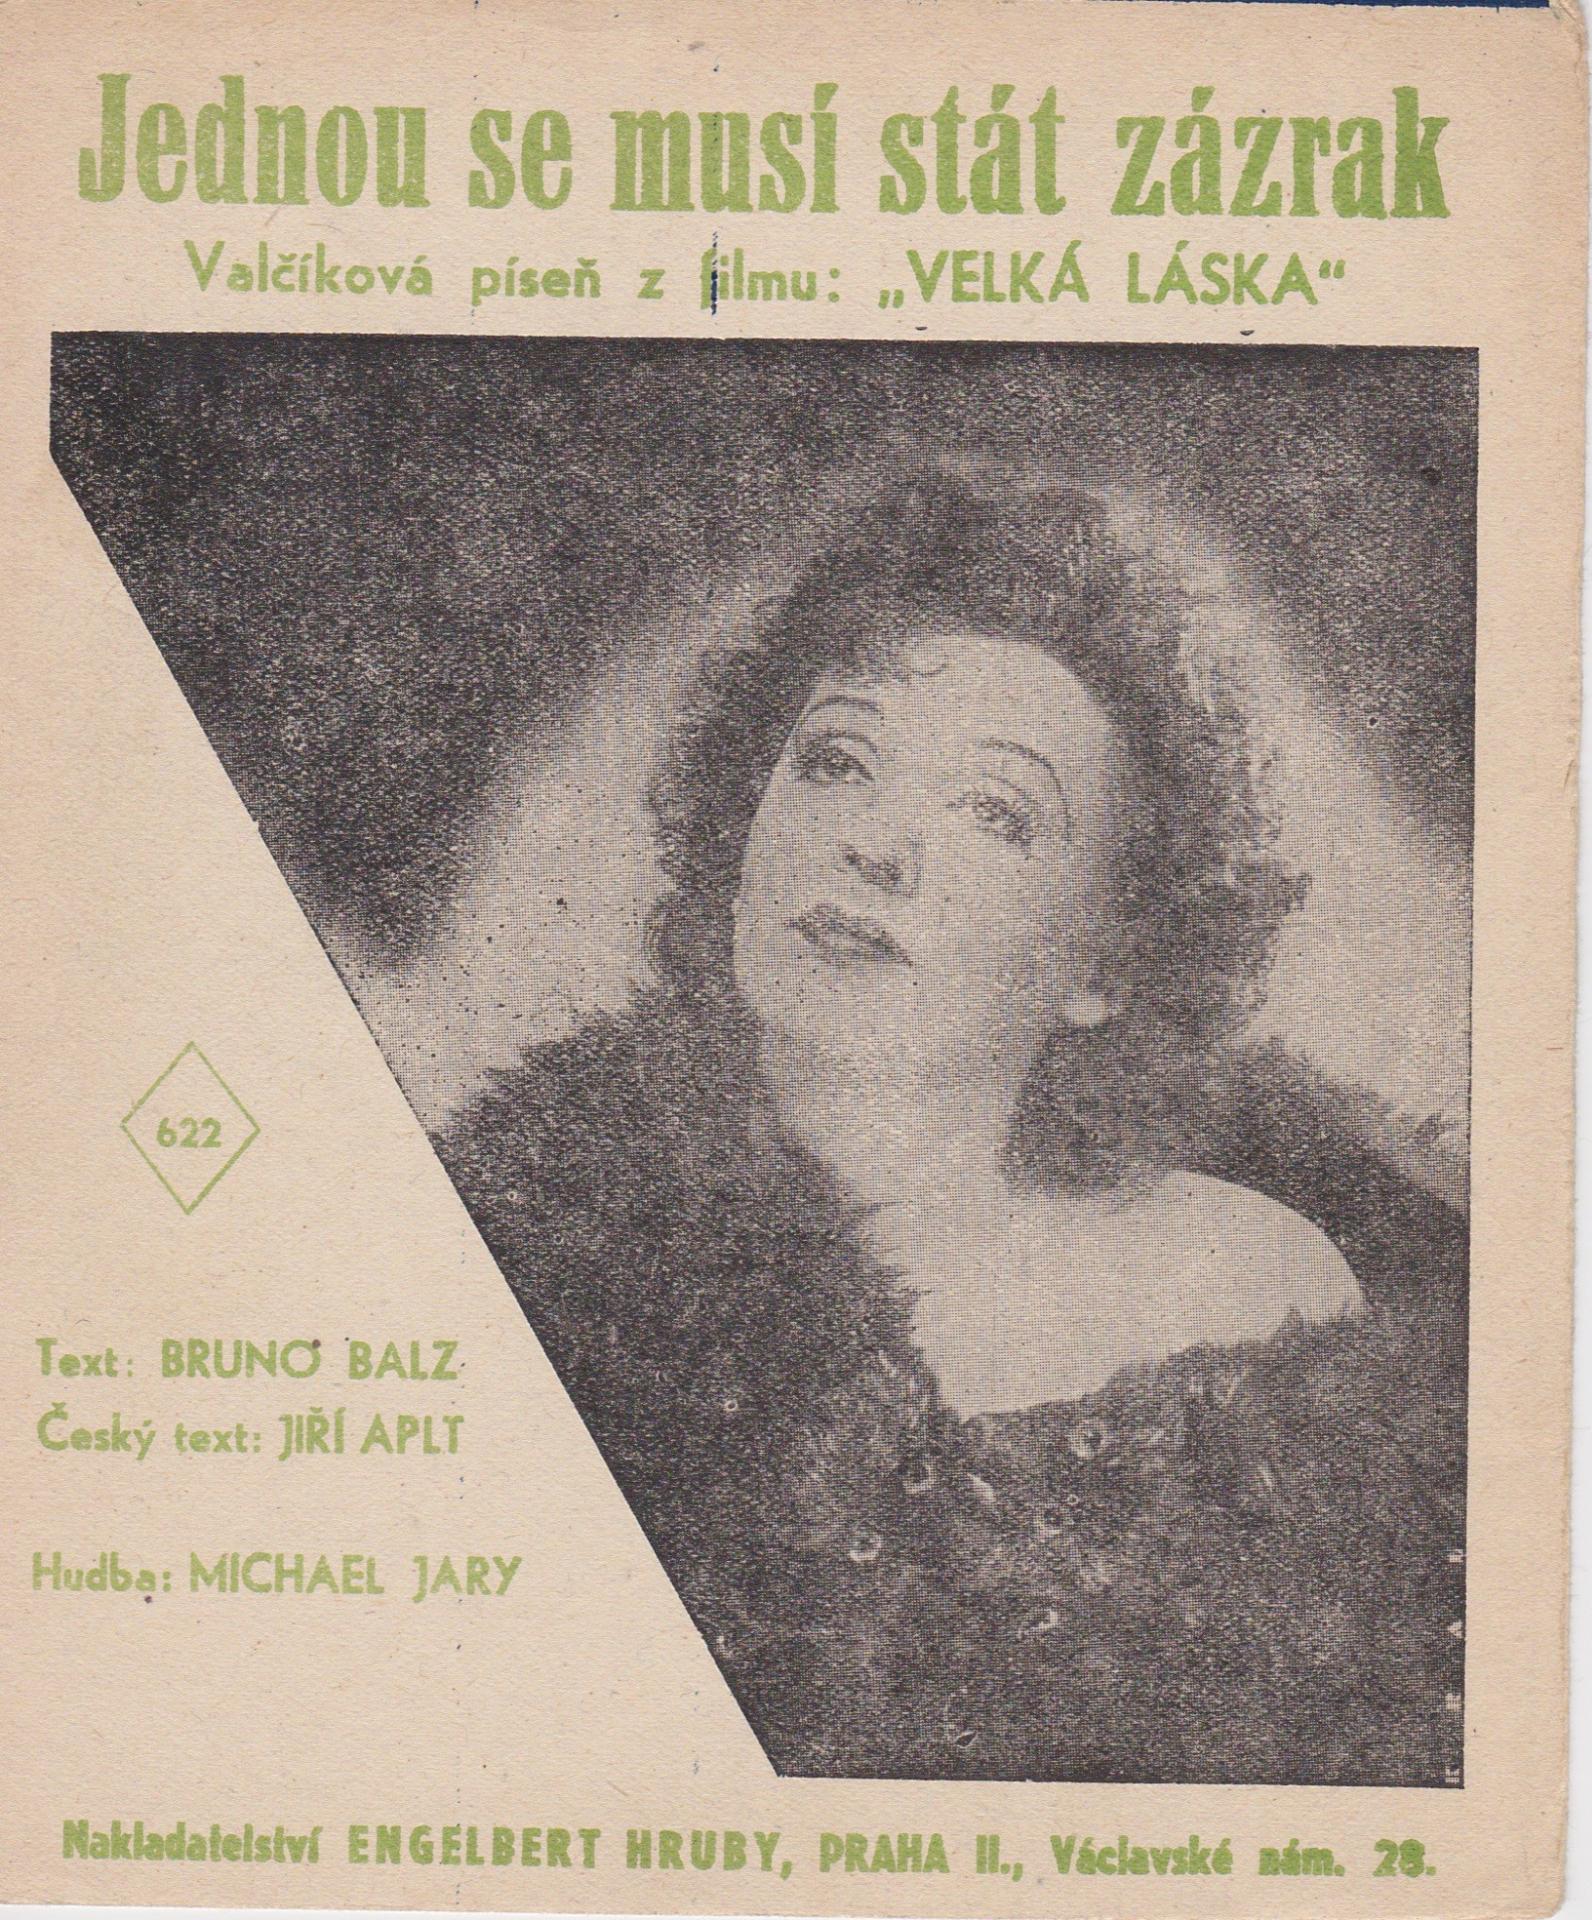 Jednou se musí stát zázrak
Valčíková píseň z filmu: „VELKÁ LÁSKA“
622
Text: BRUNO BALZ
Český text: JIŘÍ APLT
Hudba: MICHAEL JARY
Nakladatelství ENGELBERT HRUBY, PRAHA II., Václavské nám. 28.